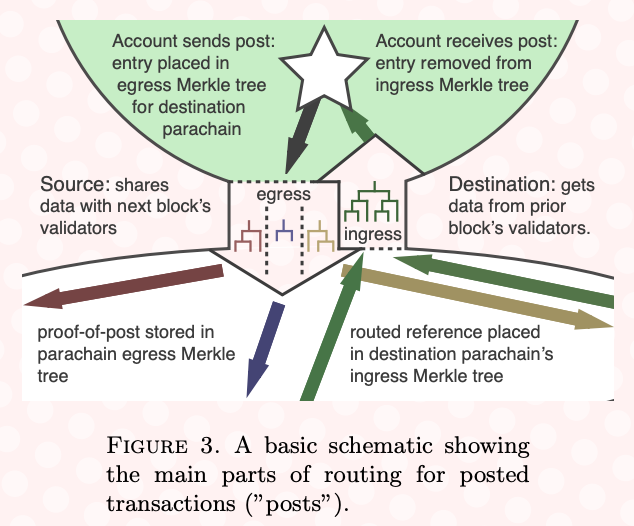 Account sends post:
entry placed in
egress Merkle tree
for destination
parachain
Account receives post:
entry removed from
ingress Merkle tree
Source: shares
data with next block's
validators
egress
ingress
Destination: gets
data from prior
block's validators.
proof-of-post stored in
parachain egress Merkle
tree
routed reference placed
in destination parachain's
ingress Merkle tree
FIGURE 3. A basic schematic showing
the main parts of routing for posted
transactions ("posts").